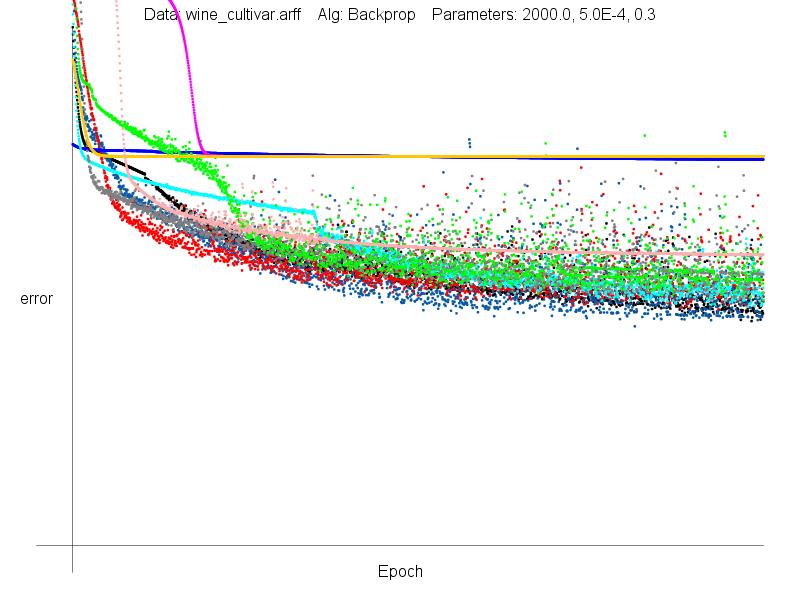 Data: wine_cultivar.arff Alg: Backprop Parameters: 2000.0, 5.0E-4, 0.3
error
Epoch